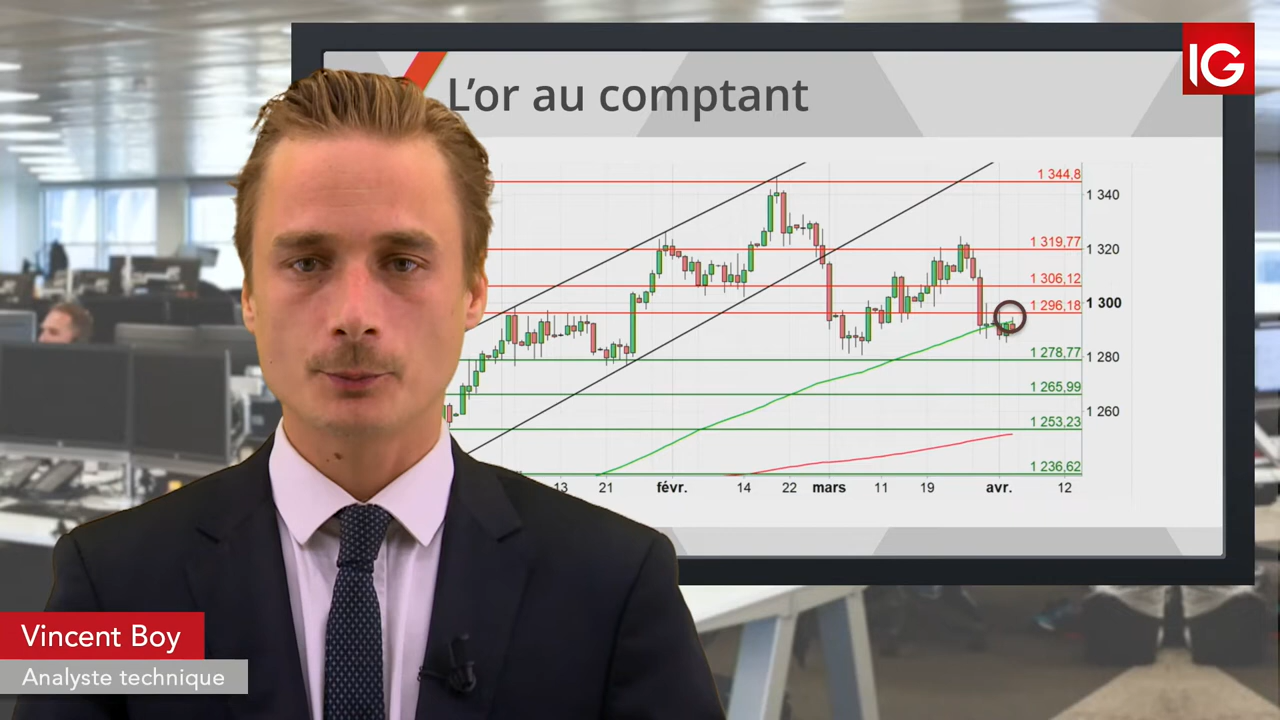 IG
L'or au comptant
1 344,8
1 340
1 320
1 319,77
1 306,12
1 300
1 296,18
1 280
1 278,77
1 265,99
1 260
1 253,23
1 236,62
13 21 févr. 14 22 mars 11 19 avr. 12
Vincent Boy
Analyste technique